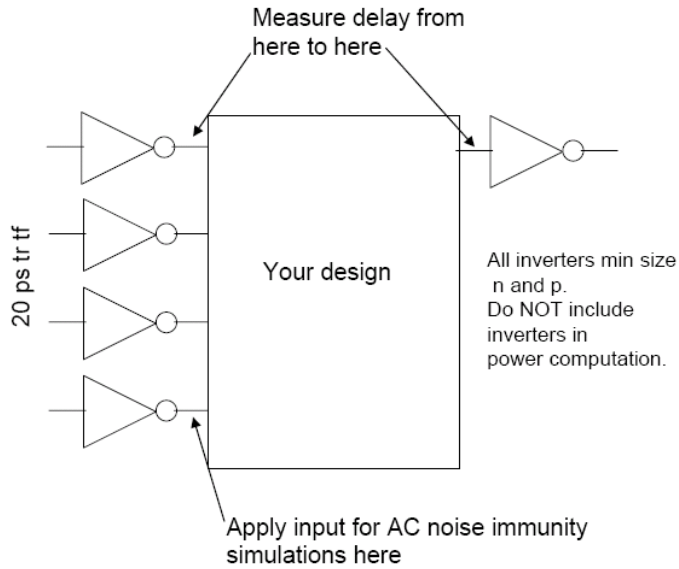 Measure delay from
here to here
20 ps tr tf
Your design
All inverters min size
n and p.
Do NOT include
inverters in
power computation.
Apply input for AC noise immunity
simulations here